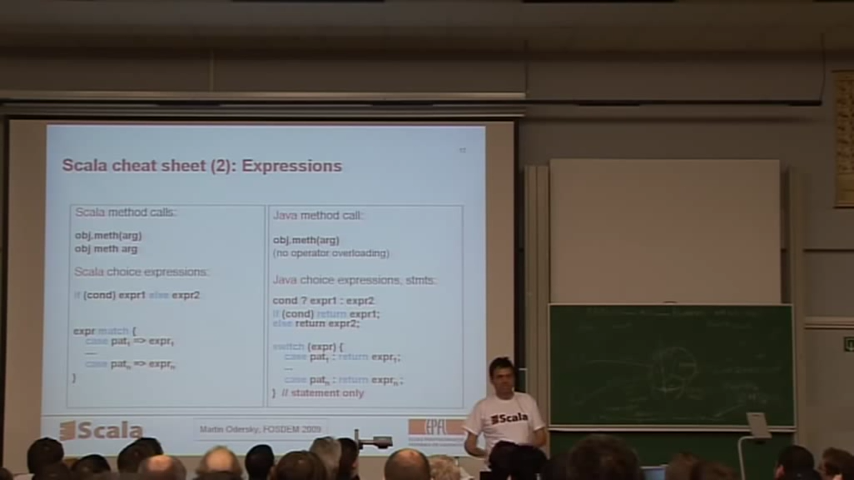 Scala cheat sheet (2): Expressions
Scala method calls:
obj.meth(arg)
obj meth arg
Scala choice expressions:
if (cond) expr1 else expr2
expr match {
case pat₁ => expr₁
....
case patₙ => exprₙ
}
Java method call:
obj.meth(arg)
(no operator overloading)
Java choice expressions, stmts:
cond ? expr1 : expr2
if (cond) return expr1;
else return expr2;
switch (expr) {
case pat₁ : return expr₁;
...
case patₙ : return exprₙ;
} // statement only
Scala
Martin Odersky, FOSDEM 2009
EPFL
Scala